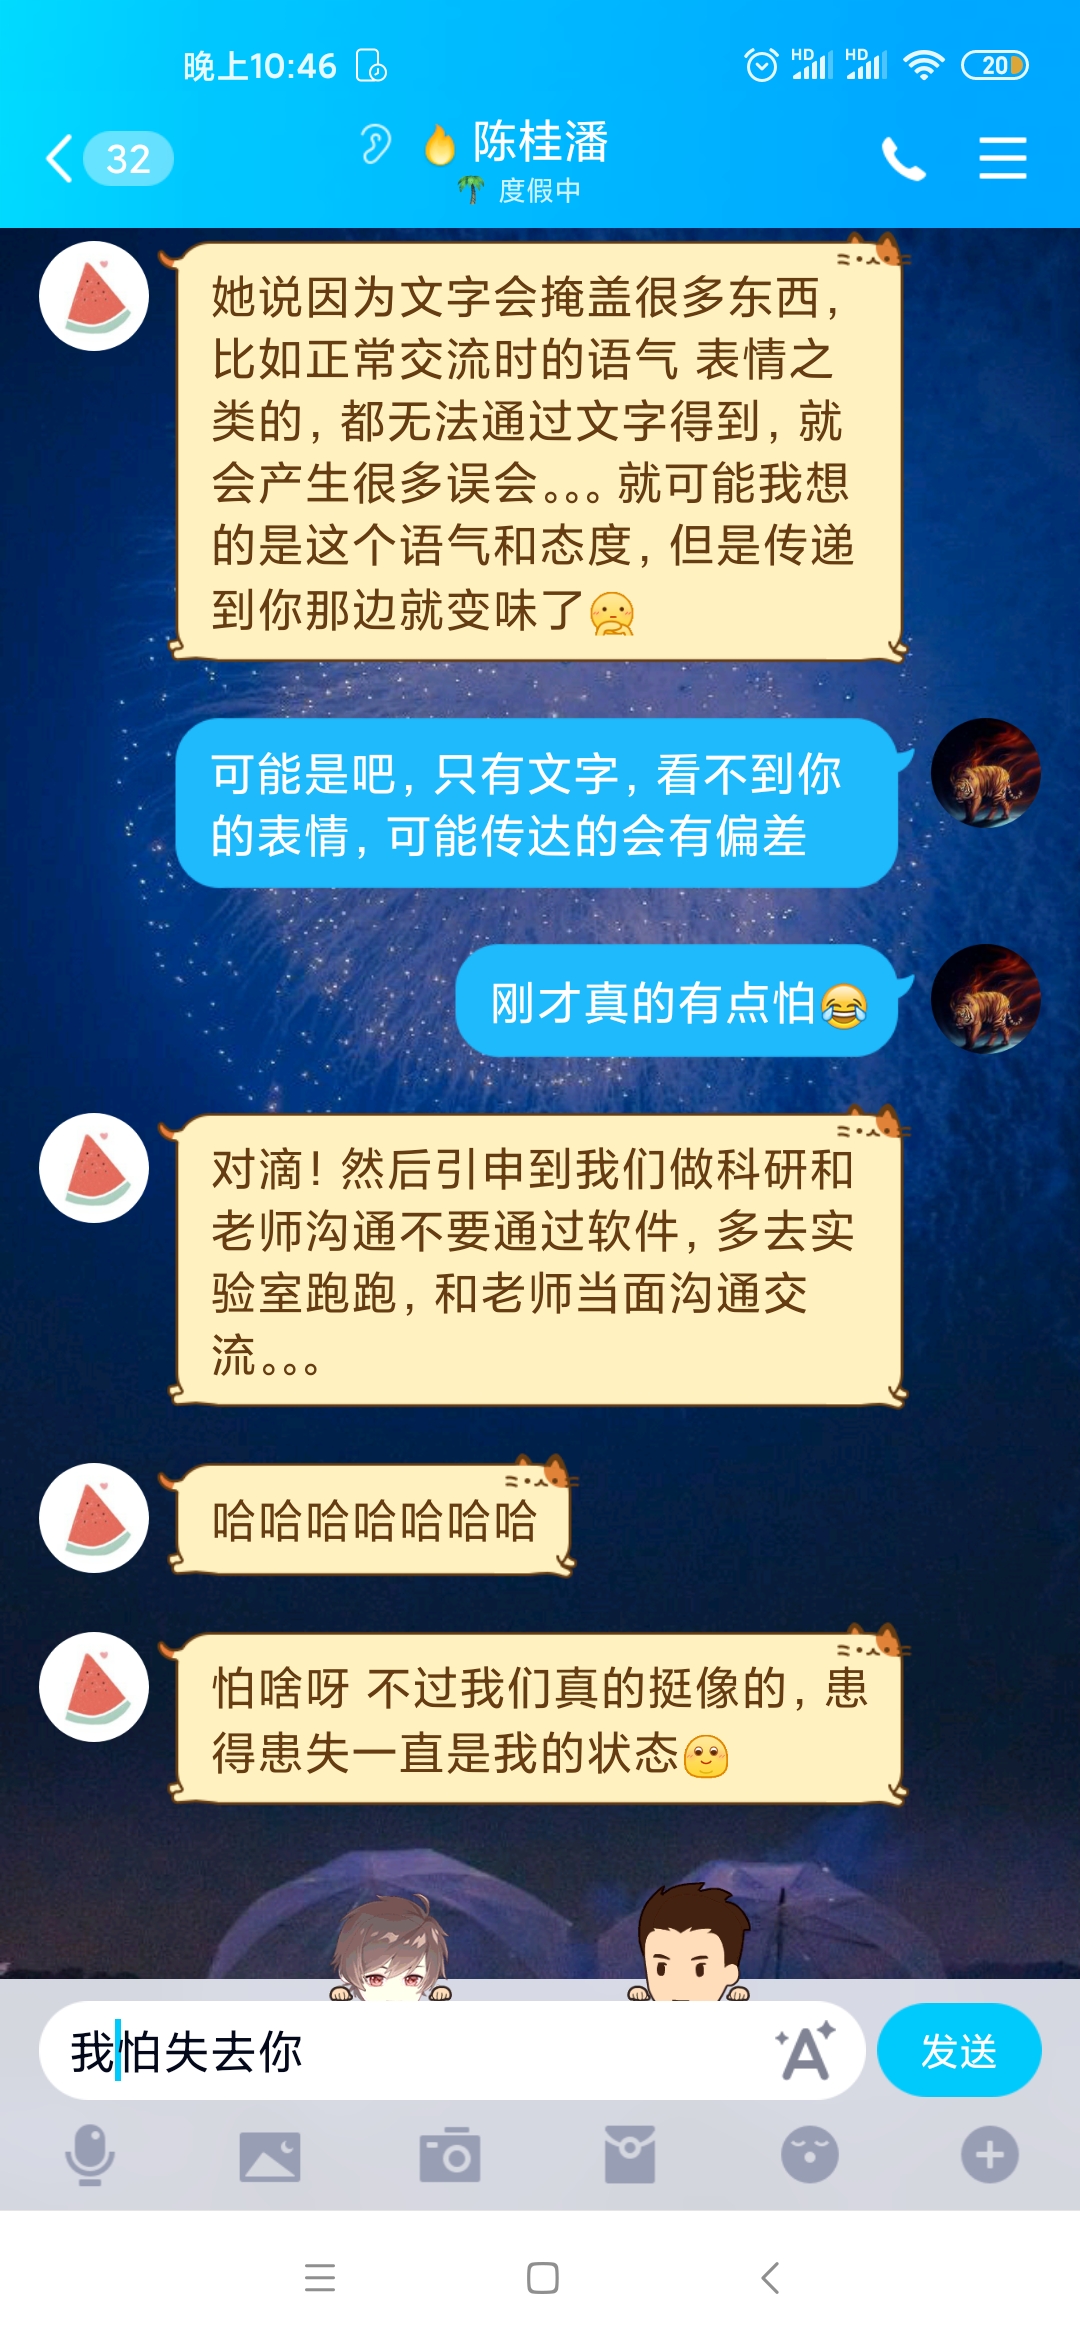 晚上10:46
HD
HD
20
32
陈桂潘
度假中
她说因为文字会掩盖很多东西，
比如正常交流时的语气 表情之
类的，都无法通过文字得到，就
会产生很多误会。。。就可能我想
的是这个语气和态度，但是传递
到你那边就变味了
可能是吧，只有文字，看不到你
的表情，可能传达的会有偏差
刚才真的有点怕
对滴！然后引申到我们做科研和
老师沟通不要通过软件，多去实
验室跑跑，和老师当面沟通交
流。。。
哈哈哈哈哈哈哈
怕啥呀 不过我们真的挺像的，患
得患失一直是我的状态
我怕失去你
A
发送